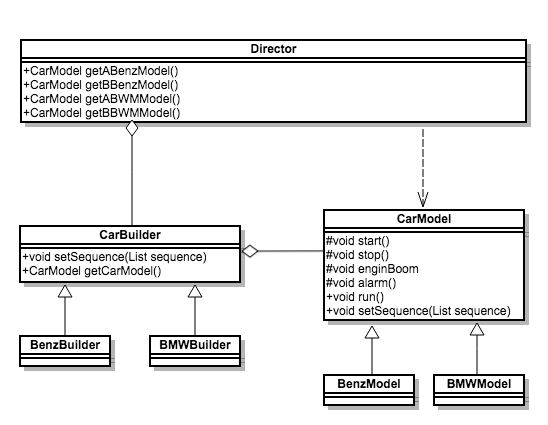 Director
+CarModel getABenzModel()
+CarModel getBBenzModel()
+CarModel getABWMModel()
+CarModel getBBWMModel()
CarBuilder
+void setSequence(List sequence)
+CarModel getCarModel()
CarModel
#void start()
#void stop()
#void enginBoom
#void alarm()
+void run()
+void setSequence(List sequence)
BenzBuilder
BMWBuilder
BenzModel
BMWModel